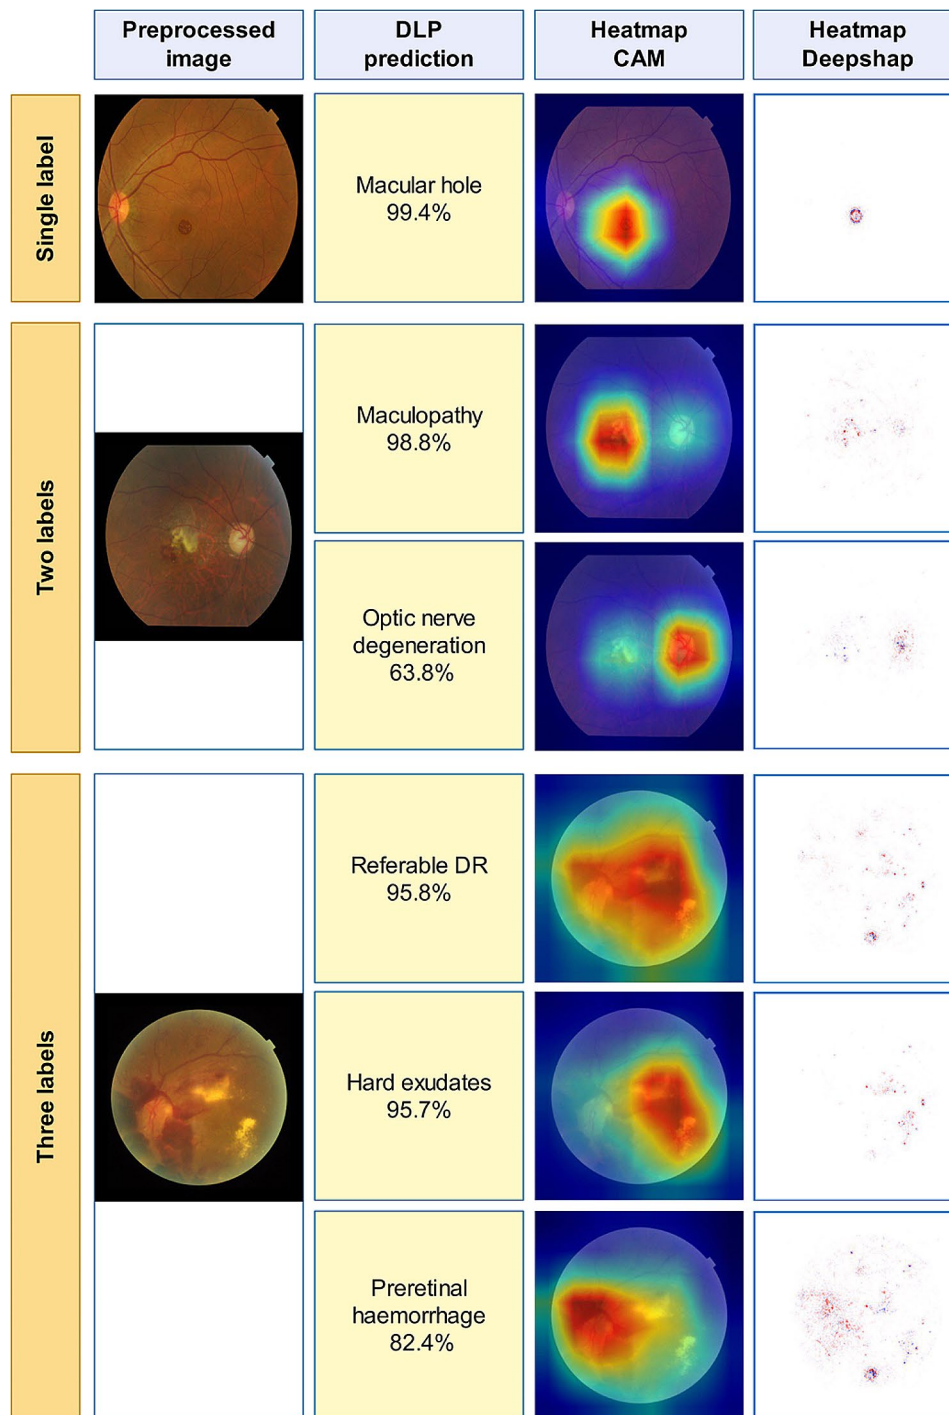 Preprocessed
image
DLP
prediction
Heatmap
CAM
Heatmap
Deepshap
Single label
Macular hole
99.4%
Two labels
Maculopathy
98.8%
Optic nerve
degeneration
63.8%
Three labels
Referable DR
95.8%
Hard exudates
95.7%
Preretinal
haemorrhage
82.4%